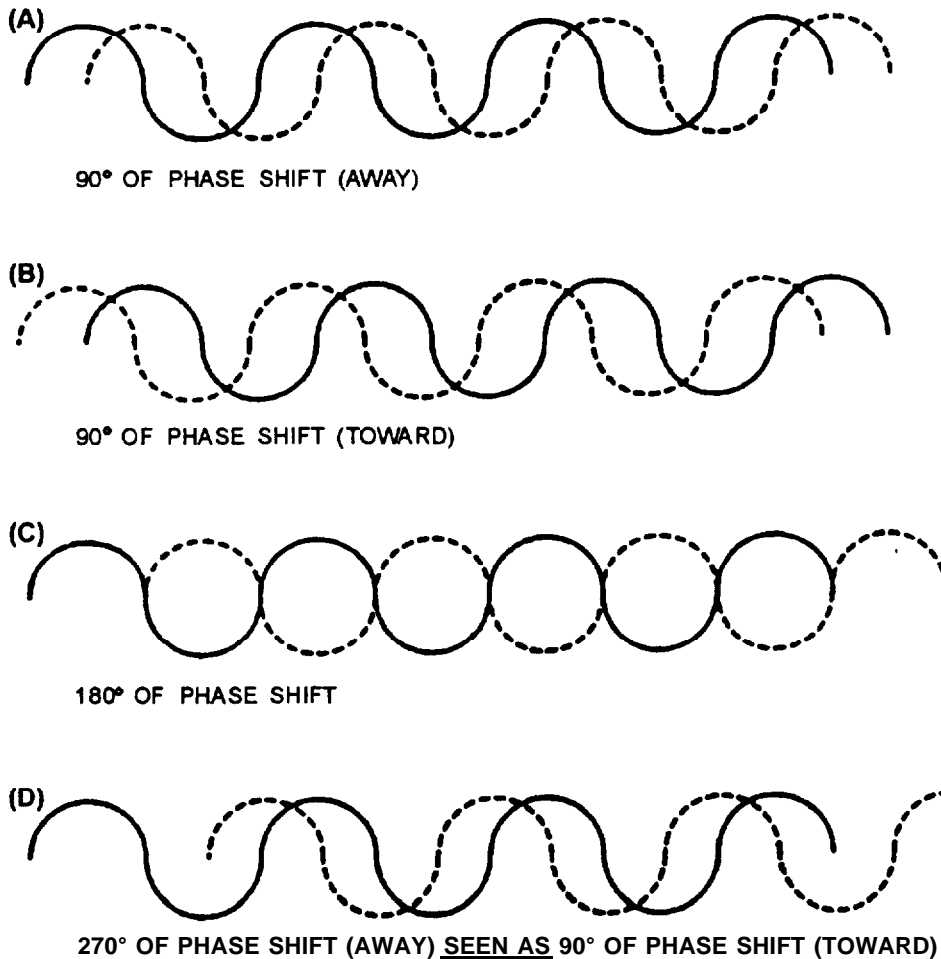 (A)
90° OF PHASE SHIFT (AWAY)
(B)
90° OF PHASE SHIFT (TOWARD)
(C)
180° OF PHASE SHIFT
(D)
270° OF PHASE SHIFT (AWAY) SEEN AS 90° OF PHASE SHIFT (TOWARD)